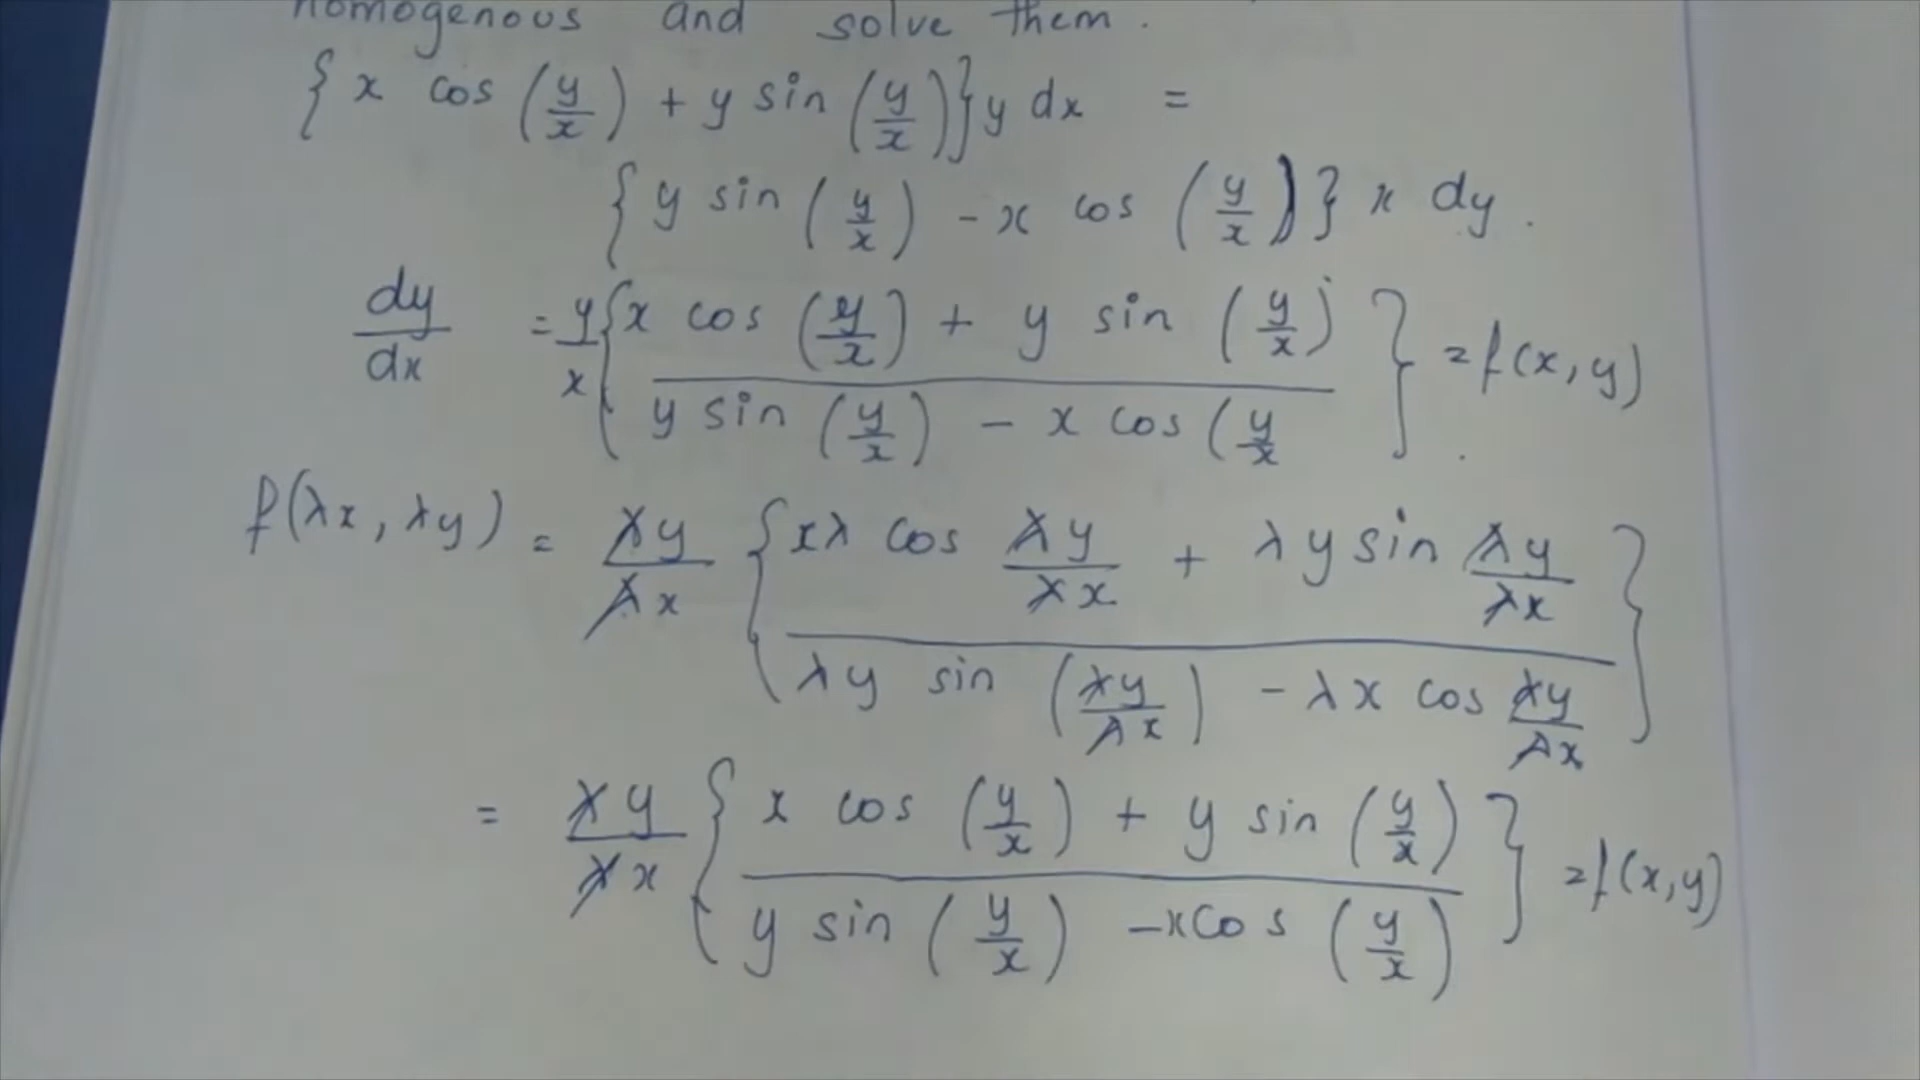 homogenous and solve them.
{x cos (y/x) + y sin (y/x)} y dx =
{y sin (y/x) - x cos (y/x)} x dy.
dy/dx = y/x {x cos (y/x) + y sin (y/x) / y sin (y/x) - x cos (y/x} = f(x, y)
f(λx, λy) = λy/λx {xλ cos λy/λx + λy sin λy/λx / λy sin (λy/λx) - λx cos λy/λx}
= λy/λx {x cos (y/x) + y sin (y/x) / y sin (y/x) - x cos (y/x)} = f(x, y)